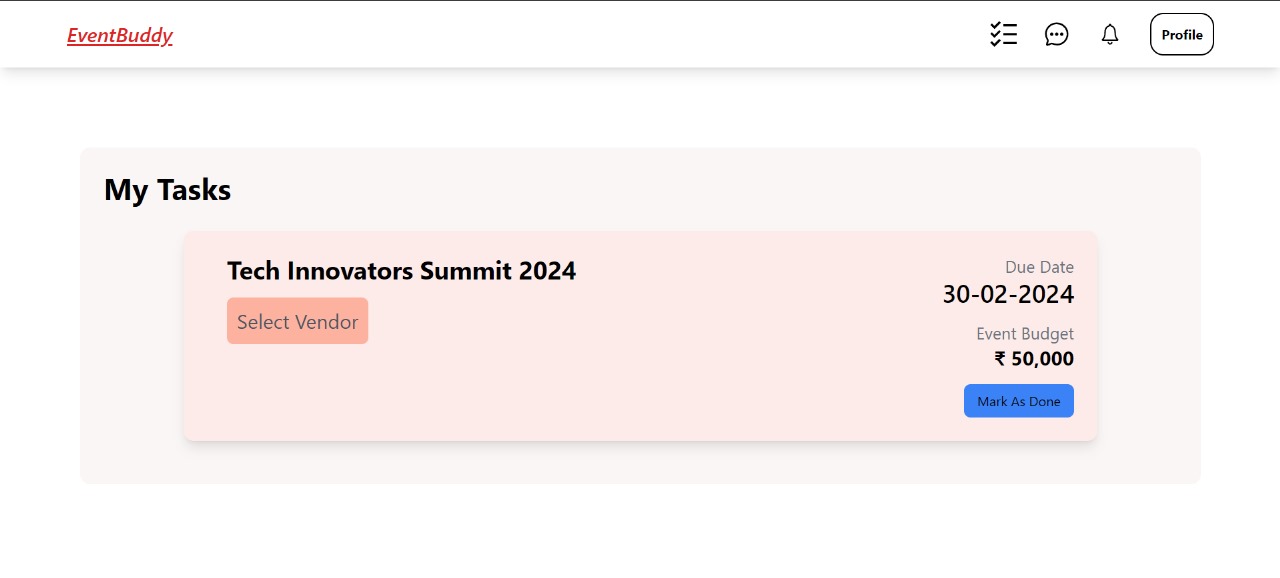 EventBuddy
Profile
My Tasks
Tech Innovators Summit 2024
Select Vendor
Due Date
30-02-2024
Event Budget
₹ 50,000
Mark As Done